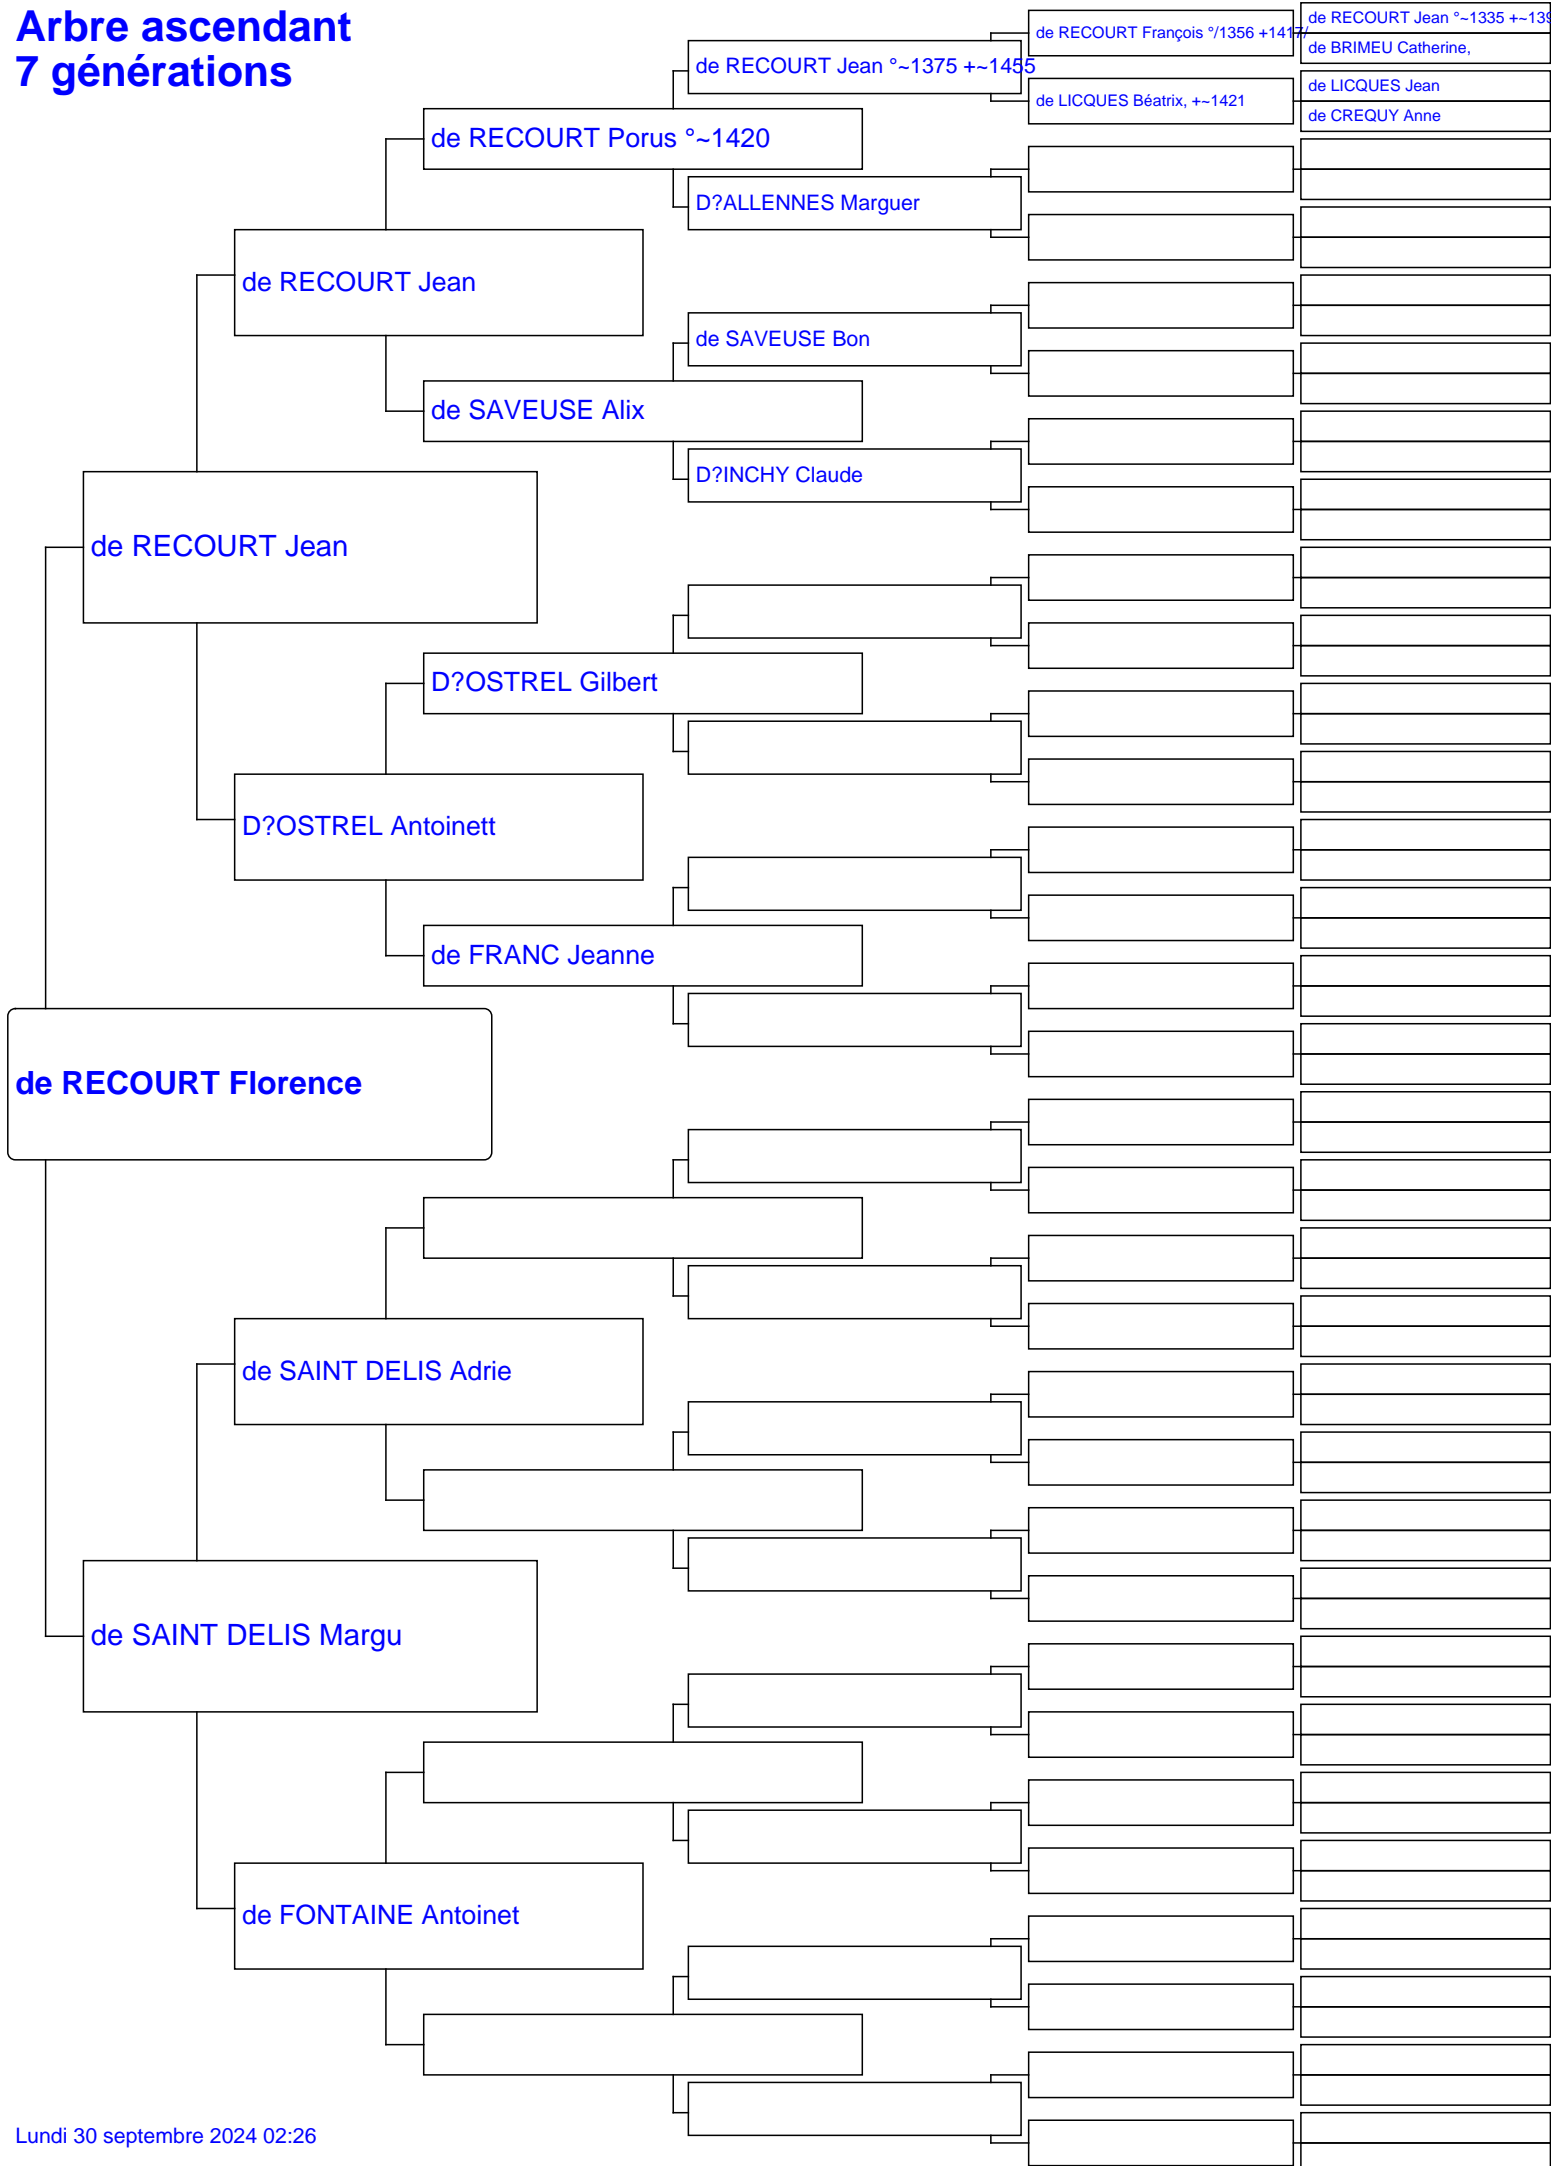 Arbre ascendant
7 générations
de RECOURT François °/1356 +1417/
de RECOURT Jean °~1335 +~139
de BRIMEU Catherine,
de RECOURT Jean °~1375 +~1455
de LICQUES Béatrix, +~1421
de LICQUES Jean
de CREQUY Anne
de RECOURT Porus °~1420
D?ALLENNES Marguer
de RECOURT Jean
de SAVEUSE Bon
de SAVEUSE Alix
D?INCHY Claude
de RECOURT Jean
D?OSTREL Gilbert
D?OSTREL Antoinett
de FRANC Jeanne
de RECOURT Florence
de SAINT DELIS Adrie
de SAINT DELIS Margu
de FONTAINE Antoinet
Lundi 30 septembre 2024 02:26